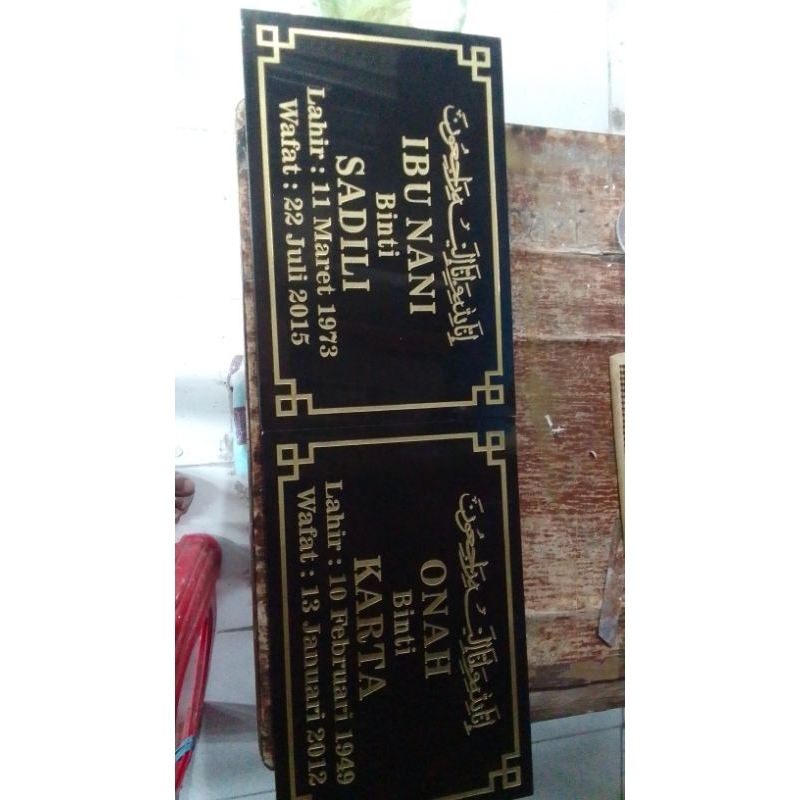 إنا لله وإنا إليه راجعون
IBU NANI
Binti
SADILI
Lahir : 11 Maret 1973
Wafat : 22 Juli 2015
إنا لله وإنا إليه راجعون
ONAH
Binti
KARTA
Lahir : 10 Februari 1949
Wafat : 13 Januari 2012